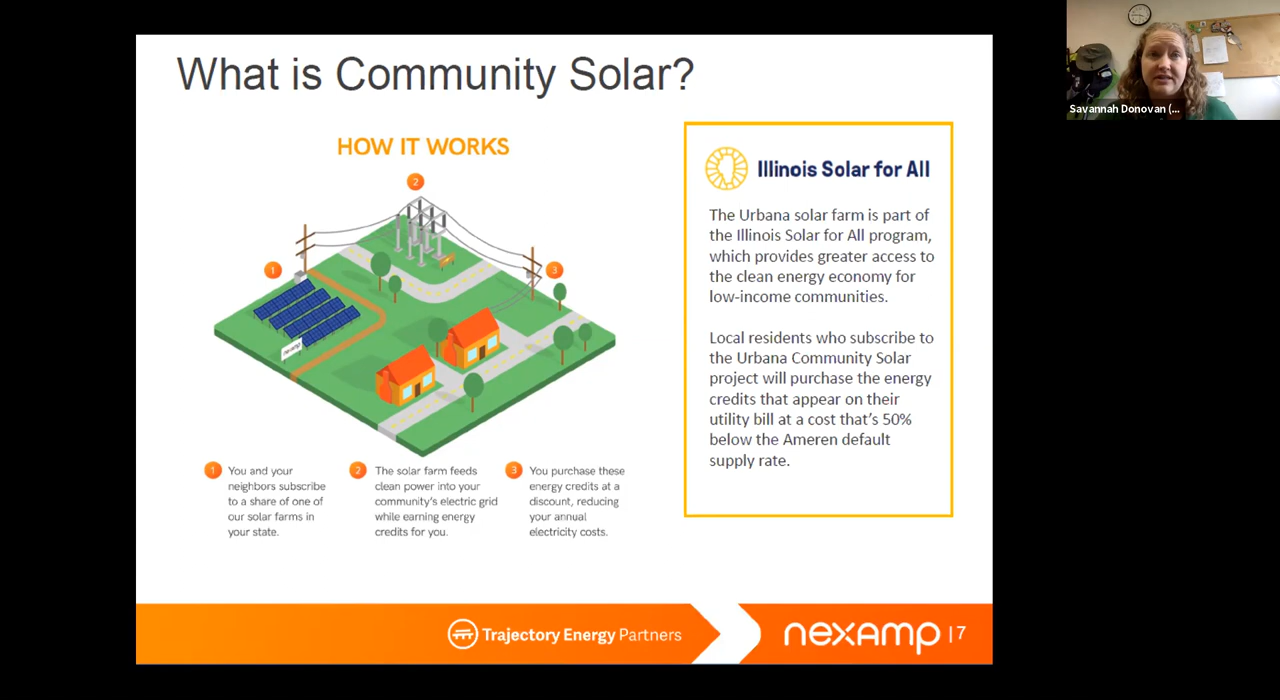 What is Community Solar?
HOW IT WORKS
2
1
3
nexamp
1 You and your
neighbors subscribe
to a share of one of
our solar farms in
your state.
2 The solar farm feeds
clean power into your
community's electric grid
while earning energy
credits for you.
3 You purchase these
energy credits at a
discount, reducing
your annual
electricity costs.
Illinois Solar for All
The Urbana solar farm is part of
the Illinois Solar for All program,
which provides greater access to
the clean energy economy for
low-income communities.
Local residents who subscribe to
the Urbana Community Solar
project will purchase the energy
credits that appear on their
utility bill at a cost that's 50%
below the Ameren default
supply rate.
Trajectory Energy Partners
nexamp | 7
Savannah Donovan (...